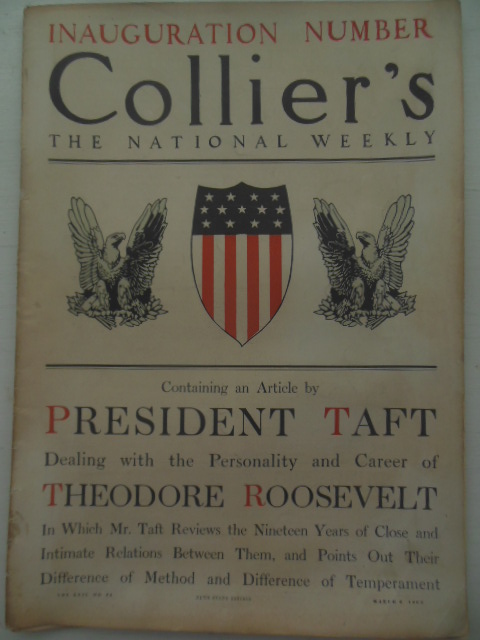 INAUGURATION NUMBER
Collier's
THE NATIONAL WEEKLY
Containing an Article by
PRESIDENT TAFT
Dealing with the Personality and Career of
THEODORE ROOSEVELT
In Which Mr. Taft Reviews the Nineteen Years of Close and
Intimate Relations Between Them, and Points Out Their
Difference of Method and Difference of Temperament
MARCH